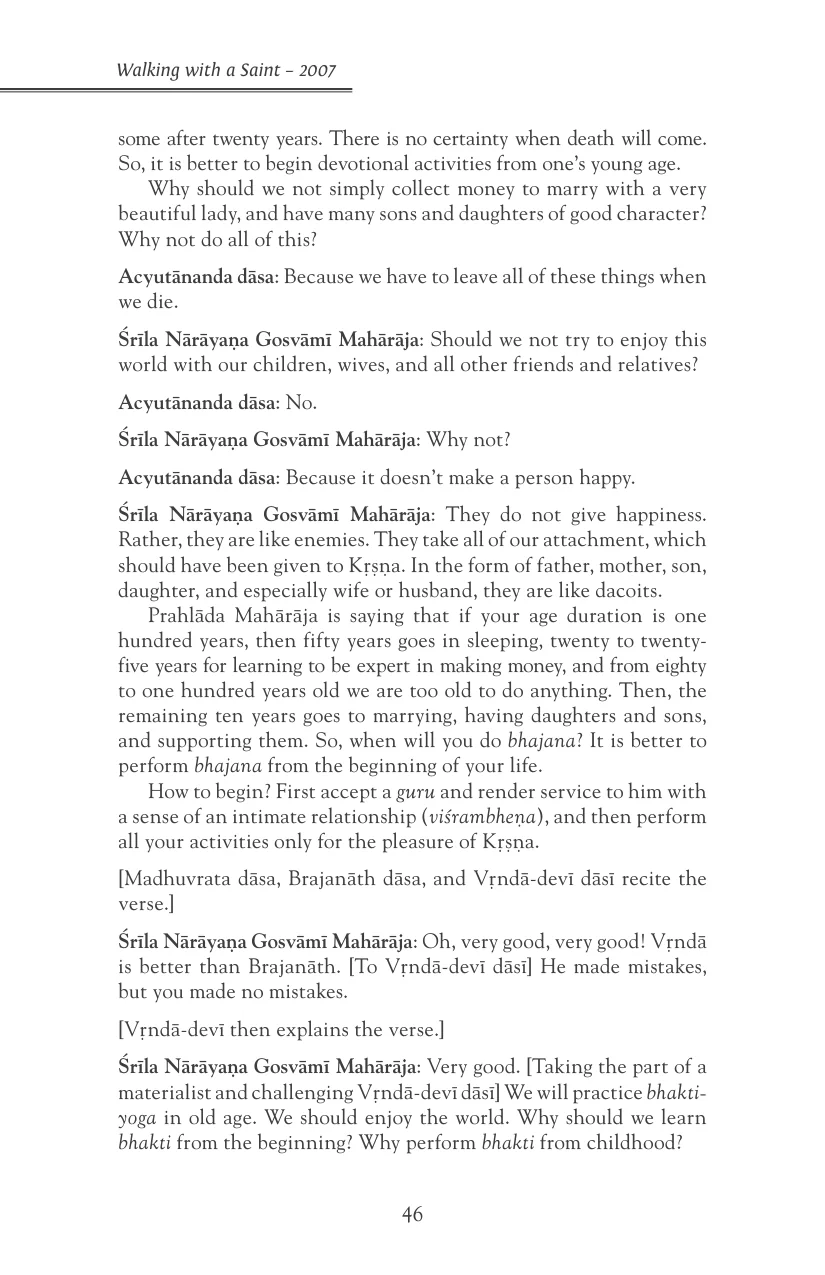 Walking with a Saint – 2007
some after twenty years. There is no certainty when death will come.
So, it is better to begin devotional activities from one’s young age.
Why should we not simply collect money to marry with a very
beautiful lady, and have many sons and daughters of good character?
Why not do all of this?
Acyutānanda dāsa: Because we have to leave all of these things when
we die.
Śrīla Nārāyaṇa Gosvāmī Mahārāja: Should we not try to enjoy this
world with our children, wives, and all other friends and relatives?
Acyutānanda dāsa: No.
Śrīla Nārāyaṇa Gosvāmī Mahārāja: Why not?
Acyutānanda dāsa: Because it doesn’t make a person happy.
Śrīla Nārāyaṇa Gosvāmī Mahārāja: They do not give happiness.
Rather, they are like enemies. They take all of our attachment, which
should have been given to Kṛṣṇa. In the form of father, mother, son,
daughter, and especially wife or husband, they are like dacoits.
Prahlāda Mahārāja is saying that if your age duration is one
hundred years, then fifty years goes in sleeping, twenty to twenty-
five years for learning to be expert in making money, and from eighty
to one hundred years old we are too old to do anything. Then, the
remaining ten years goes to marrying, having daughters and sons,
and supporting them. So, when will you do bhajana? It is better to
perform bhajana from the beginning of your life.
How to begin? First accept a guru and render service to him with
a sense of an intimate relationship (viśrambheṇa), and then perform
all your activities only for the pleasure of Kṛṣṇa.
[Madhuvrata dāsa, Brajanāth dāsa, and Vṛndā-devī dāsī recite the
verse.]
Śrīla Nārāyaṇa Gosvāmī Mahārāja: Oh, very good, very good! Vṛndā
is better than Brajanāth. [To Vṛndā-devī dāsī] He made mistakes,
but you made no mistakes.
[Vṛndā-devī then explains the verse.]
Śrīla Nārāyaṇa Gosvāmī Mahārāja: Very good. [Taking the part of a
materialist and challenging Vṛndā-devī dāsī] We will practice bhakti-
yoga in old age. We should enjoy the world. Why should we learn
bhakti from the beginning? Why perform bhakti from childhood?
46